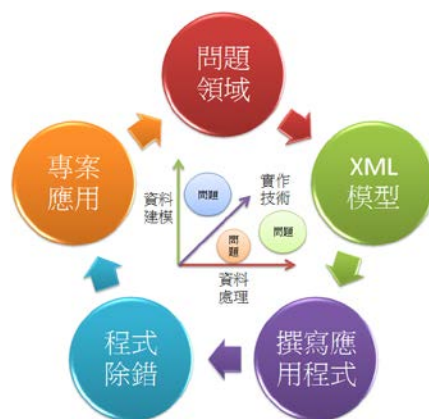 問題
領域
專案
應用
XML
模型
資料
建模
問題
實作
技術
問題
問
題
資料
處理
程式
除錯
撰寫應
用程式